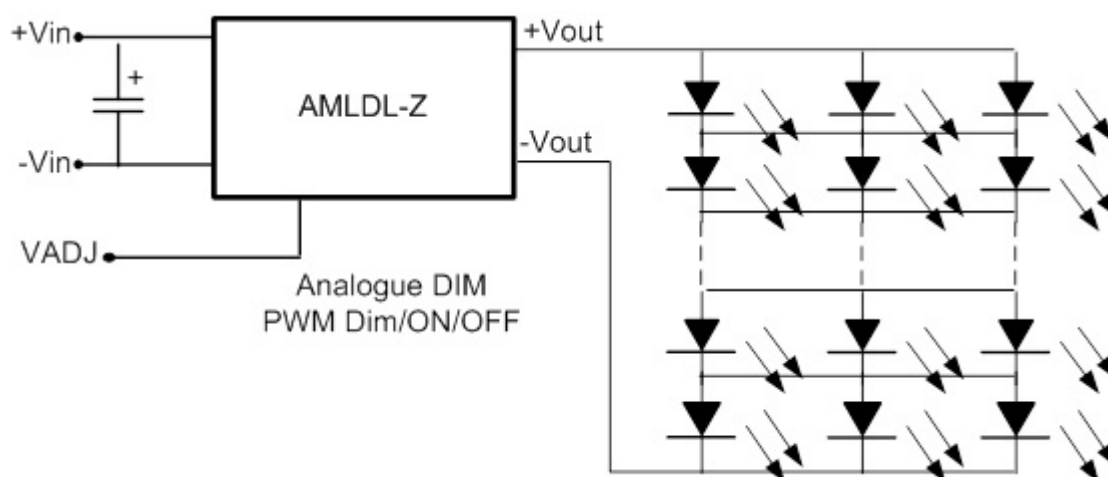 +Vin
+
-Vin
AMLDL-Z
+Vout
-Vout
VADJ
Analogue DIM
PWM Dim/ON/OFF